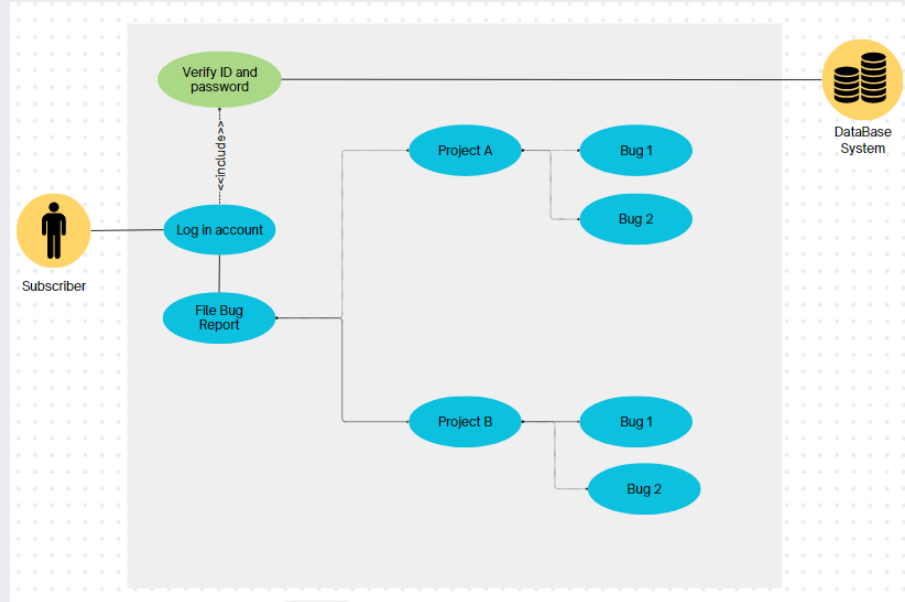 Verify ID and
password
DataBase
System
<<include>>
Project A
Bug 1
Bug 2
Log in account
Subscriber
File Bug
Report
Project B
Bug 1
Bug 2